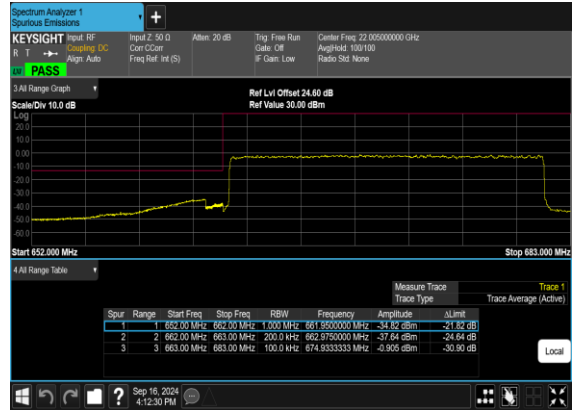 Spectrum Analyzer 1
Spurious Emissions
KEYSIGHT Input: RF Input Z: 50 Ω Atten: 20 dB Trig: Free Run Center Freq: 22.005000000 GHz
R T Coupling: DC Corr CCorr Gate: Off Avg|Hold: 100/100
Align: Auto Freq Ref: Int (S) IF Gain: Low Radio Std: None
PASS
3 All Range Graph
Ref Lvl Offset 24.60 dB
Scale/Div 10.0 dB Ref Value 30.00 dBm
Log
20.0
10.0
0.00
-10.0
-20.0
-30.0
-40.0
-50.0
-60.0
Start 652.000 MHz Stop 683.000 MHz
4 All Range Table
Measure Trace Trace 1
Trace Type Trace Average (Active)
Spur Range Start Freq Stop Freq RBW Frequency Amplitude ΔLimit
1 1 652.00 MHz 662.00 MHz 1.000 MHz 661.9500000 MHz -34.82 dBm -21.82 dB
2 2 662.00 MHz 663.00 MHz 200.0 kHz 662.9750000 MHz -37.64 dBm -24.64 dB
3 3 663.00 MHz 683.00 MHz 100.0 kHz 674.9333333 MHz -0.905 dBm -30.90 dB
Local
? Sep 16, 2024
4:12:30 PM